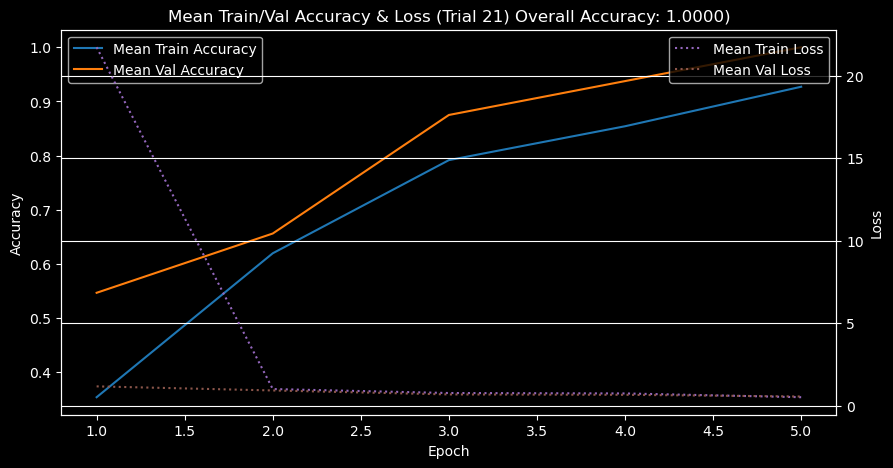 Mean Train/Val Accuracy & Loss (Trial 21) Overall Accuracy: 1.0000)
Mean Train Accuracy
Mean Val Accuracy
Mean Train Loss
Mean Val Loss
Accuracy
1.0
0.9
0.8
0.7
0.6
0.5
0.4
20
15
10
5
0
Loss
1.0 1.5 2.0 2.5 3.0 3.5 4.0 4.5 5.0
Epoch